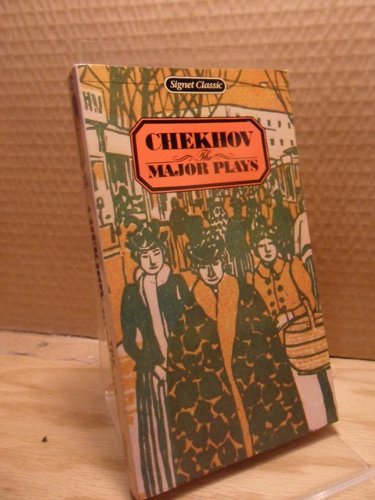 Signet Classic
CHEKHOV
The
MAJOR PLAYS